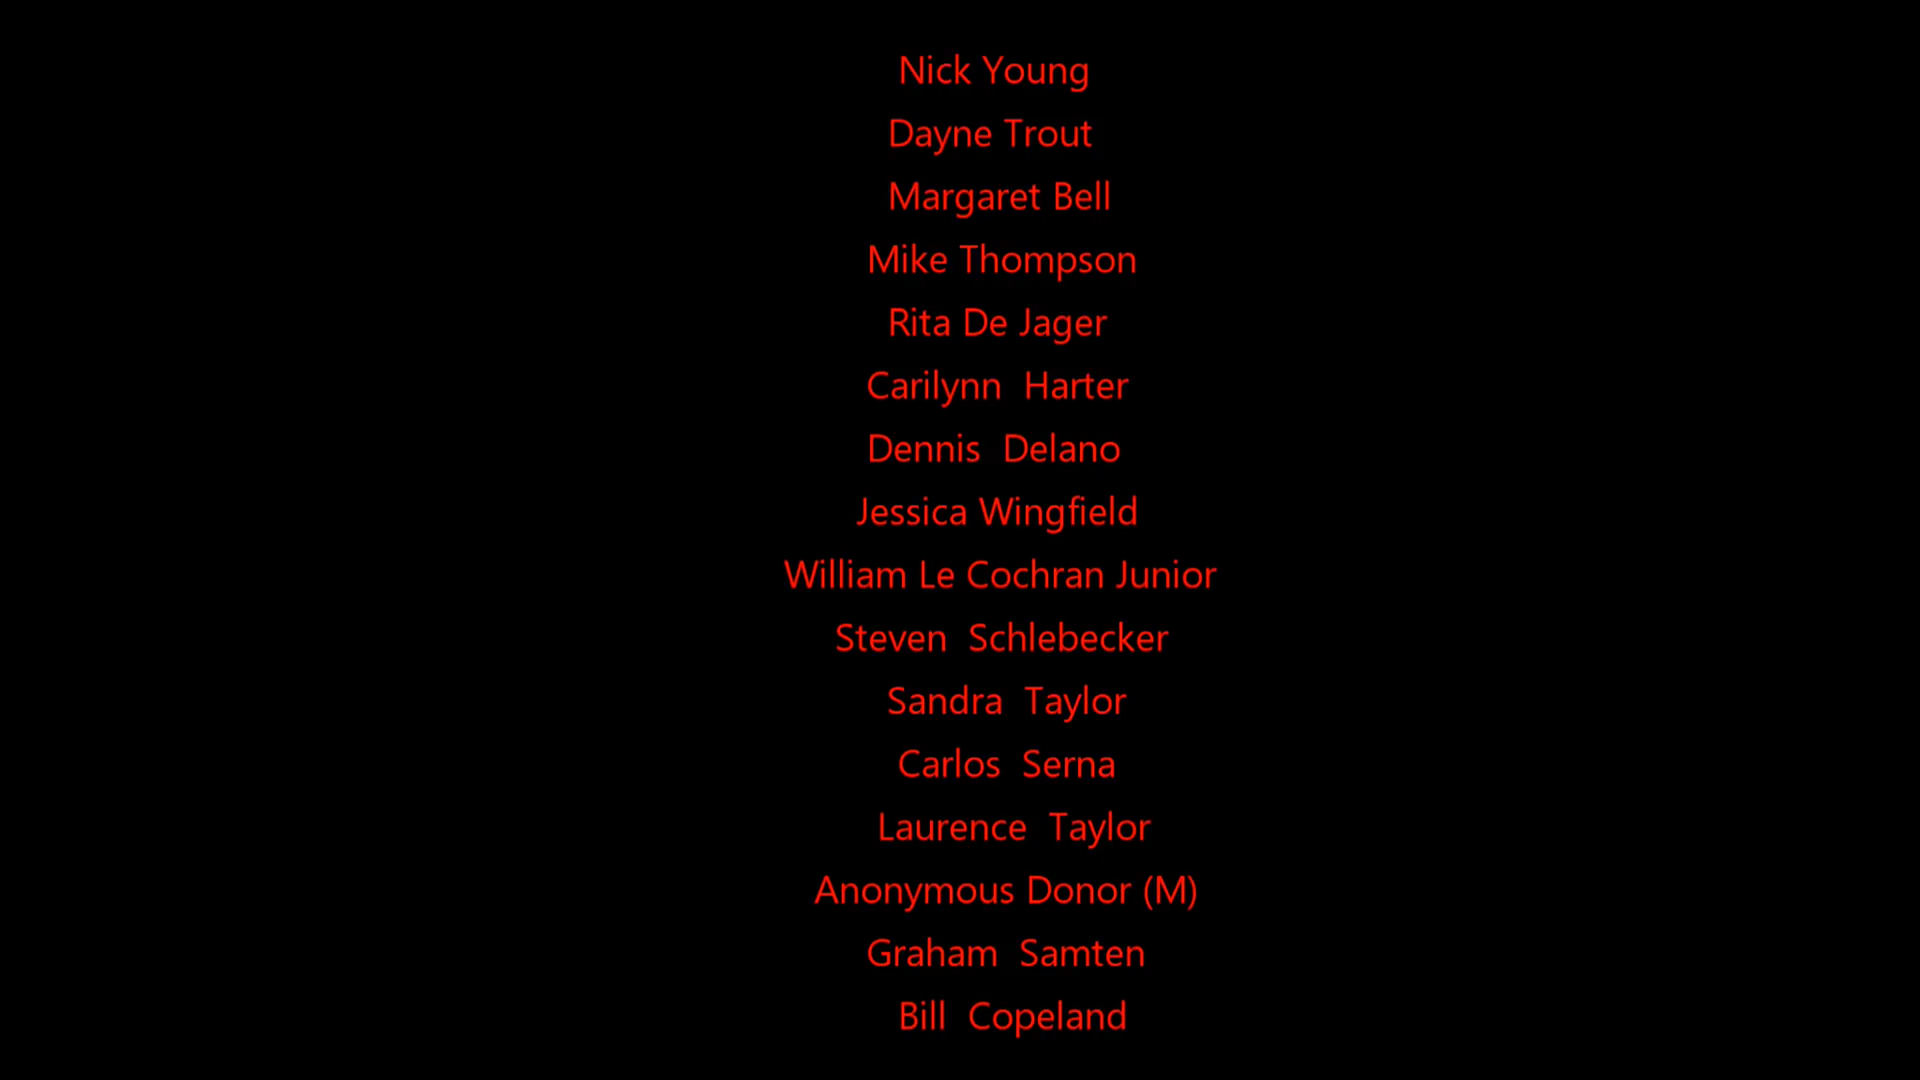 Nick Young
Dayne Trout
Margaret Bell
Mike Thompson
Rita De Jager
Carilynn  Harter
Dennis  Delano
Jessica Wingfield
William Le Cochran Junior
Steven  Schlebecker
Sandra  Taylor
Carlos  Serna
Laurence  Taylor
Anonymous Donor (M)
Graham  Samten
Bill  Copeland